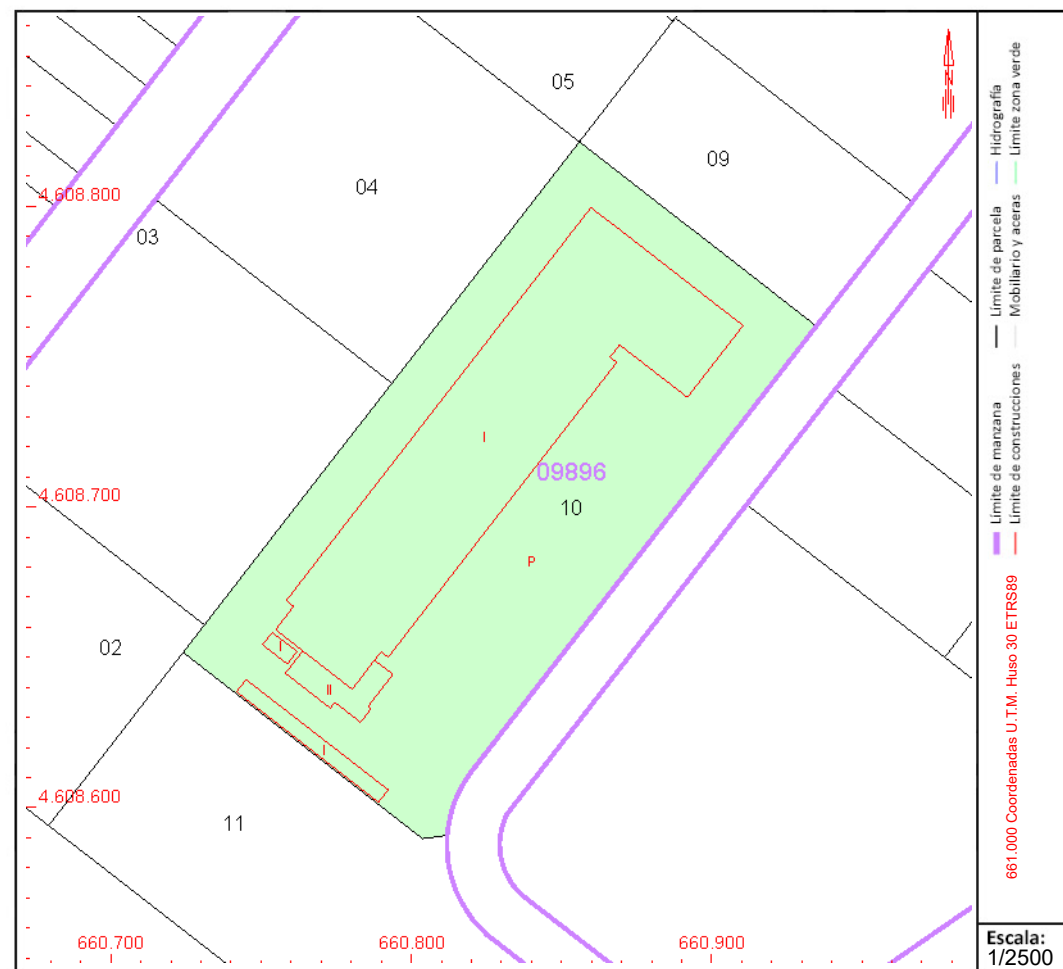 05
09
04
4.608.800
03
I
09896
4.608.700
10
P
I
02
II
I
4.608.600
11
660.700
660.800
660.900
N
Hidrografía
Límite zona verde
Límite de parcela
Mobiliario y aceras
Límite de manzana
Límite de construcciones
661.000 Coordenadas U.T.M. Huso 30 ETRS89
Escala:
1/2500